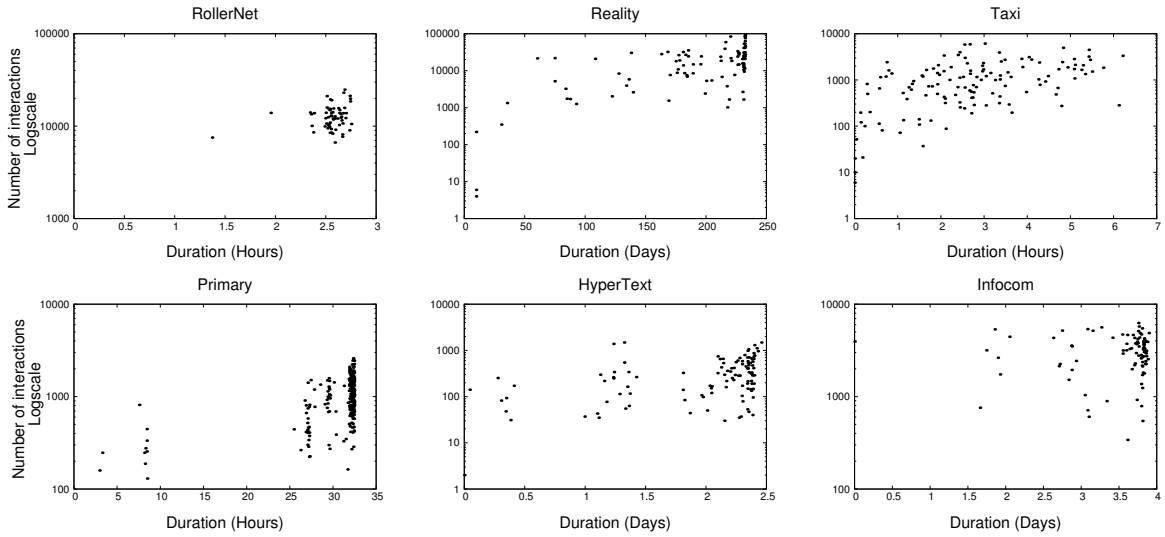 RollerNet
Number of interactions
Logscale
100000
10000
1000
0 0.5 1 1.5 2 2.5 3
Duration (Hours)
Reality
100000
10000
1000
100
10
1
0 50 100 150 200 250
Duration (Days)
Taxi
10000
1000
100
10
1
0 1 2 3 4 5 6 7
Duration (Hours)
Primary
Number of interactions
Logscale
10000
1000
100
0 5 10 15 20 25 30 35
Duration (Hours)
HyperText
10000
1000
100
10
1
0 0.5 1 1.5 2 2.5
Duration (Days)
Infocom
10000
1000
100
0 0.5 1 1.5 2 2.5 3 3.5 4
Duration (Days)